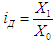 i_Д = X_1 / X_0